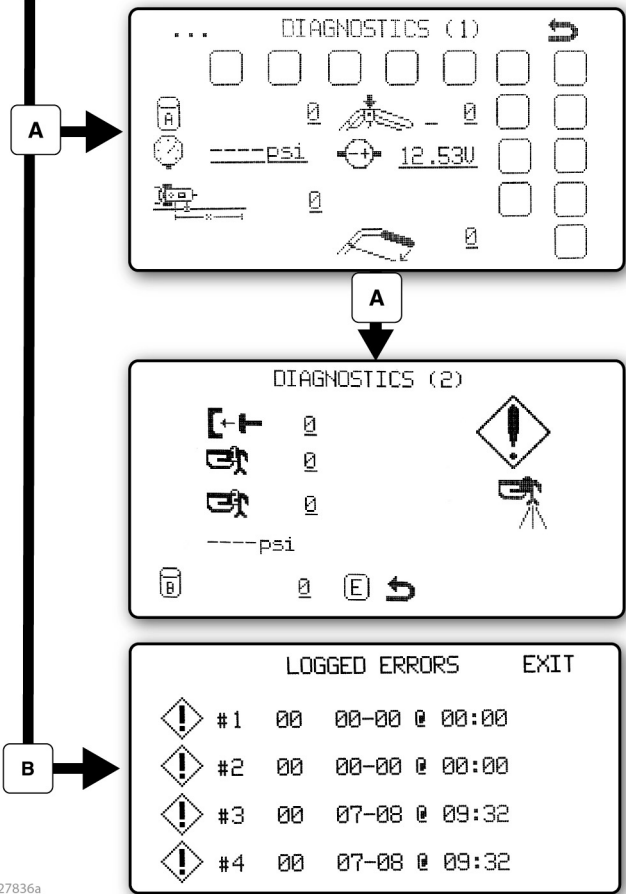 ... DIAGNOSTICS (1)
A
A 0 _ 0
----psi -+ 12.53V
x 0
0
A
DIAGNOSTICS (2)
0
0
0
----psi
B 0 E
LOGGED ERRORS EXIT
#1 00 00-00 @ 00:00
#2 00 00-00 @ 00:00
B
#3 00 07-08 @ 09:32
#4 00 07-08 @ 09:32
27836a